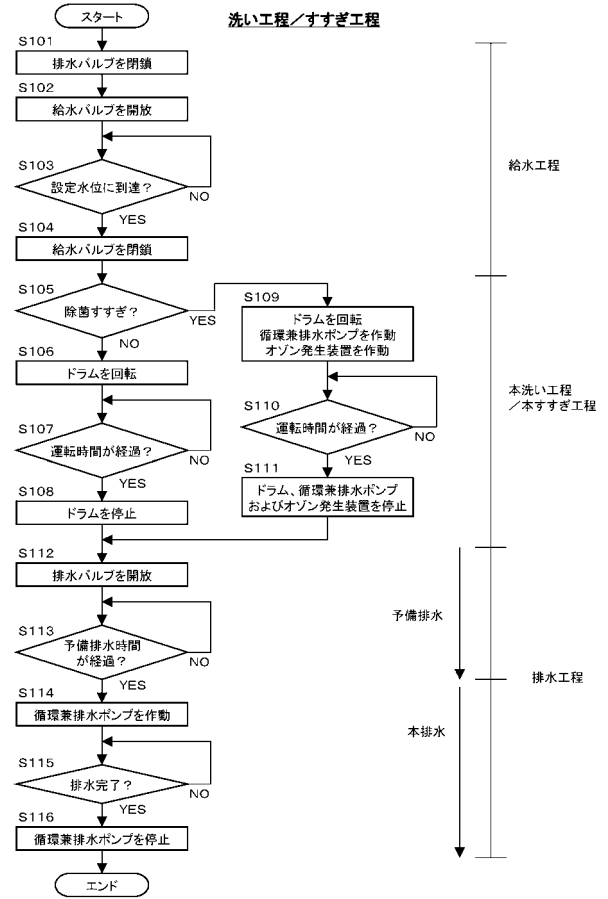 洗い工程／すすぎ工程
スタート
S101
排水バルブを閉鎖
S102
給水バルブを開放
S103
設定水位に到達？
NO
YES
S104
給水バルブを閉鎖
給水工程
S105
除菌すすぎ？
YES
NO
S106
ドラムを回転
S107
運転時間が経過？
NO
YES
S108
ドラムを停止
S109
ドラムを回転
循環兼排水ポンプを作動
オゾン発生装置を作動
S110
運転時間が経過？
NO
YES
S111
ドラム、循環兼排水ポンプ
およびオゾン発生装置を停止
本洗い工程
／本すすぎ工程
S112
排水バルブを開放
S113
予備排水時間
が経過？
NO
YES
予備排水
S114
循環兼排水ポンプを作動
S115
排水完了？
NO
YES
S116
循環兼排水ポンプを停止
本排水
排水工程
エンド